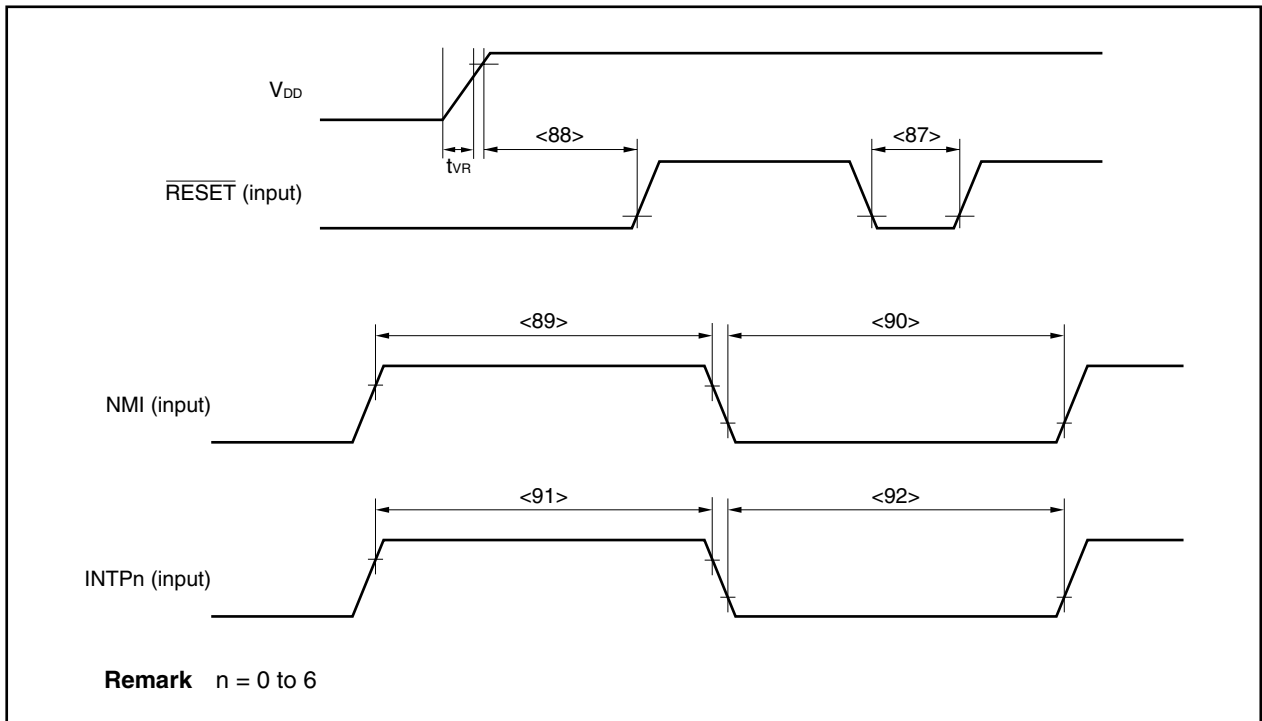 VDD
<88>
<87>
tVR
RESET (input)
<89>
<90>
NMI (input)
<91>
<92>
INTPn (input)
Remark n = 0 to 6